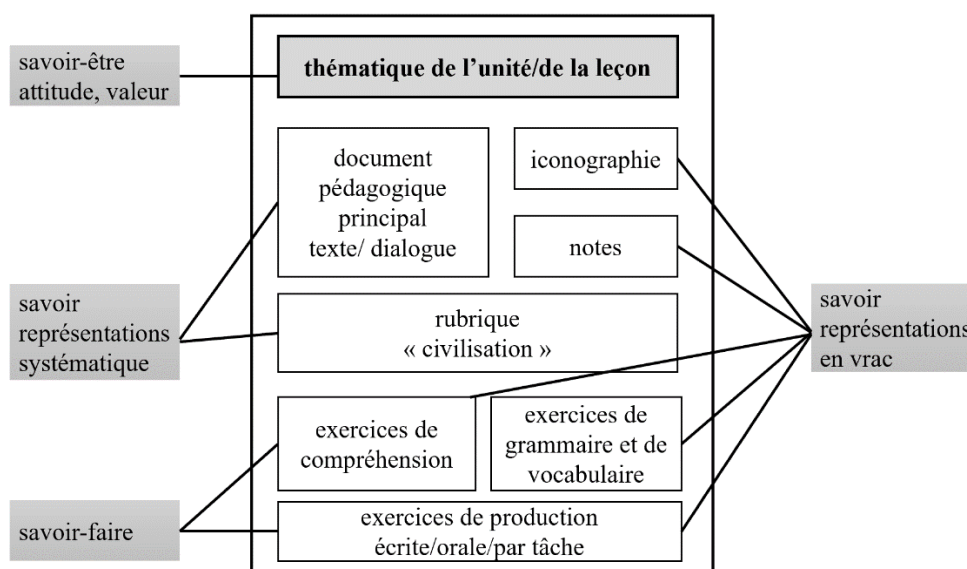 savoir-être
attitude, valeur
thématique de l’unité/de la leçon
document
pédagogique
principal
texte/ dialogue
iconographie
notes
savoir
représentations
systématique
rubrique
« civilisation »
savoir
représentations
en vrac
exercices de
compréhension
exercices de
grammaire et de
vocabulaire
savoir-faire
exercices de production
écrite/orale/par tâche